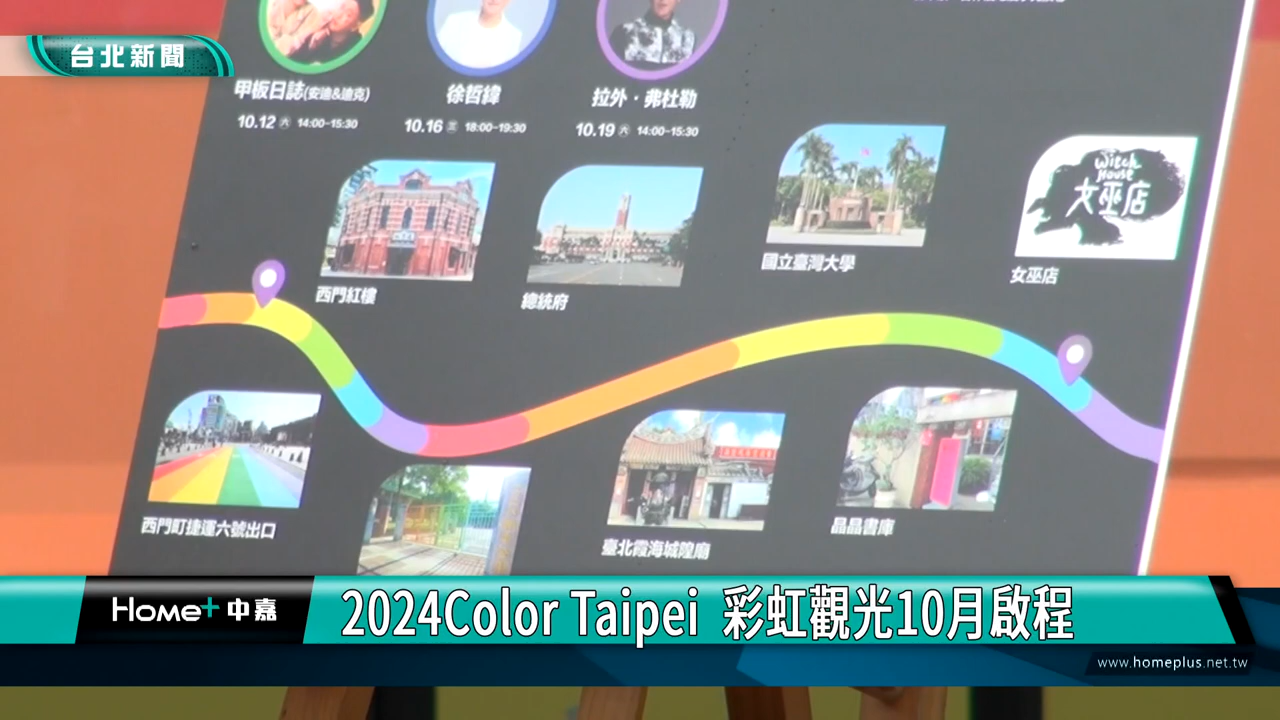 台北新聞
甲板日誌(安迪&迪克)
10.12 六 14:00-15:30
徐哲緯
10.16 三 18:00-19:30
拉外・弗杜勒
10.19 六 14:00-15:30
西門紅樓
總統府
國立臺灣大學
Witch House
女巫店
女巫店
西門町捷運六號出口
臺北霞海城隍廟
晶晶書庫
Home+中嘉
2024Color Taipei 彩虹觀光10月啟程
www.homeplus.net.tw